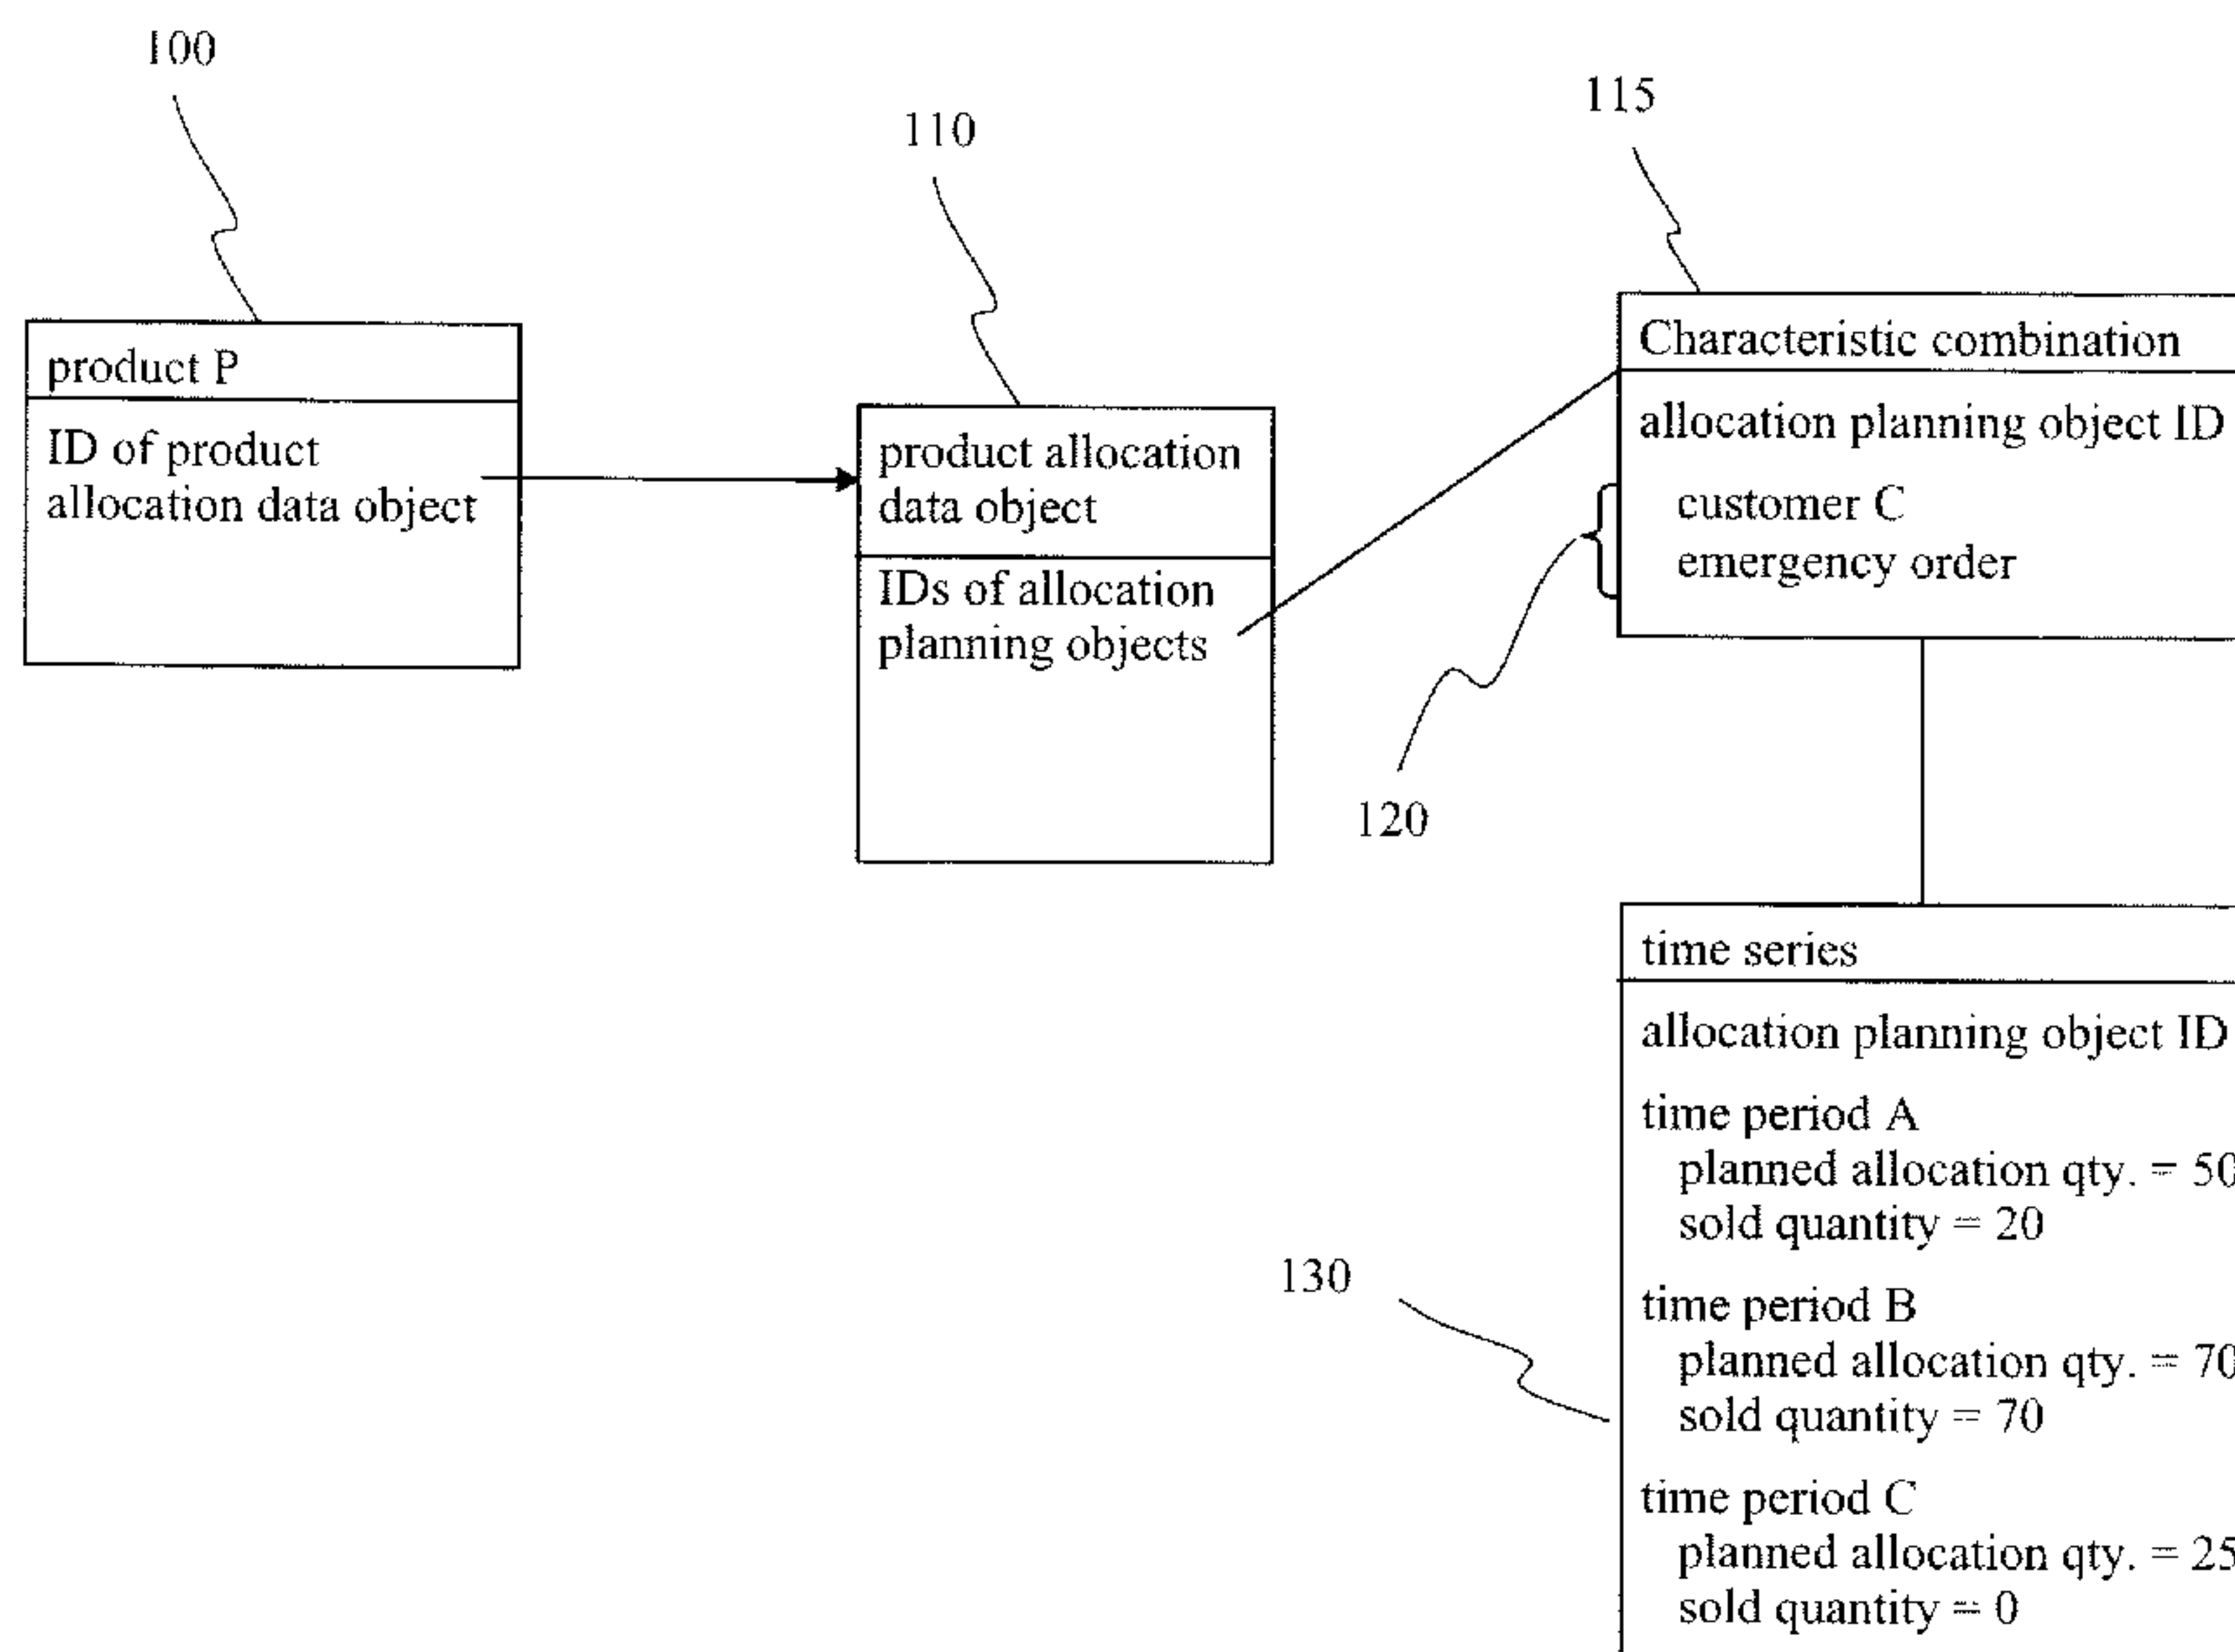 100
110
115
product P
ID of product
allocation data object
product allocation
data object
IDs of allocation
planning objects
Characteristic combination
allocation planning object ID
customer C
emergency order
120
time series
allocation planning object ID
time period A
planned allocation qty. = 50
sold quantity = 20
130
time period B
planned allocation qty. = 70
sold quantity = 70
time period C
planned allocation qty. = 25
sold quantity = 0